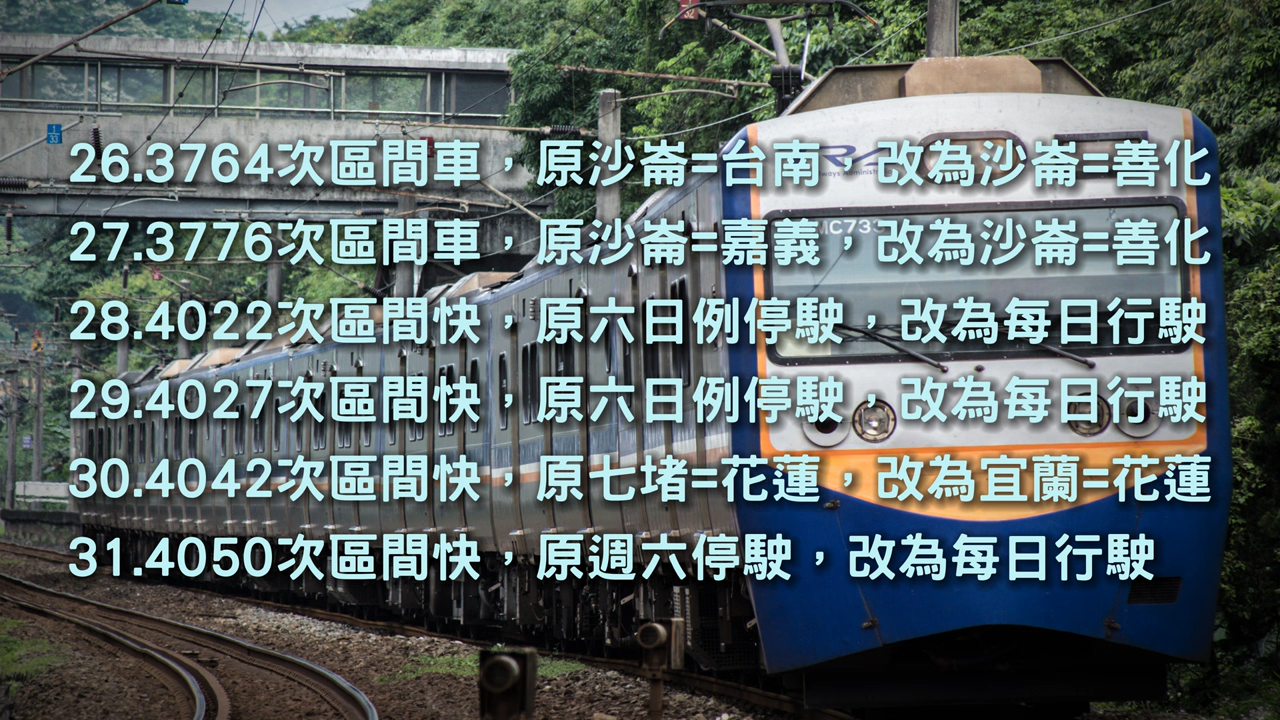 26.3764次區間車，原沙崙=台南，改為沙崙=善化
27.3776次區間車，原沙崙=嘉義，改為沙崙=善化
28.4022次區間快，原六日例停駛，改為每日行駛
29.4027次區間快，原六日例停駛，改為每日行駛
30.4042次區間快，原七堵=花蓮，改為宜蘭=花蓮
31.4050次區間快，原週六停駛，改為每日行駛